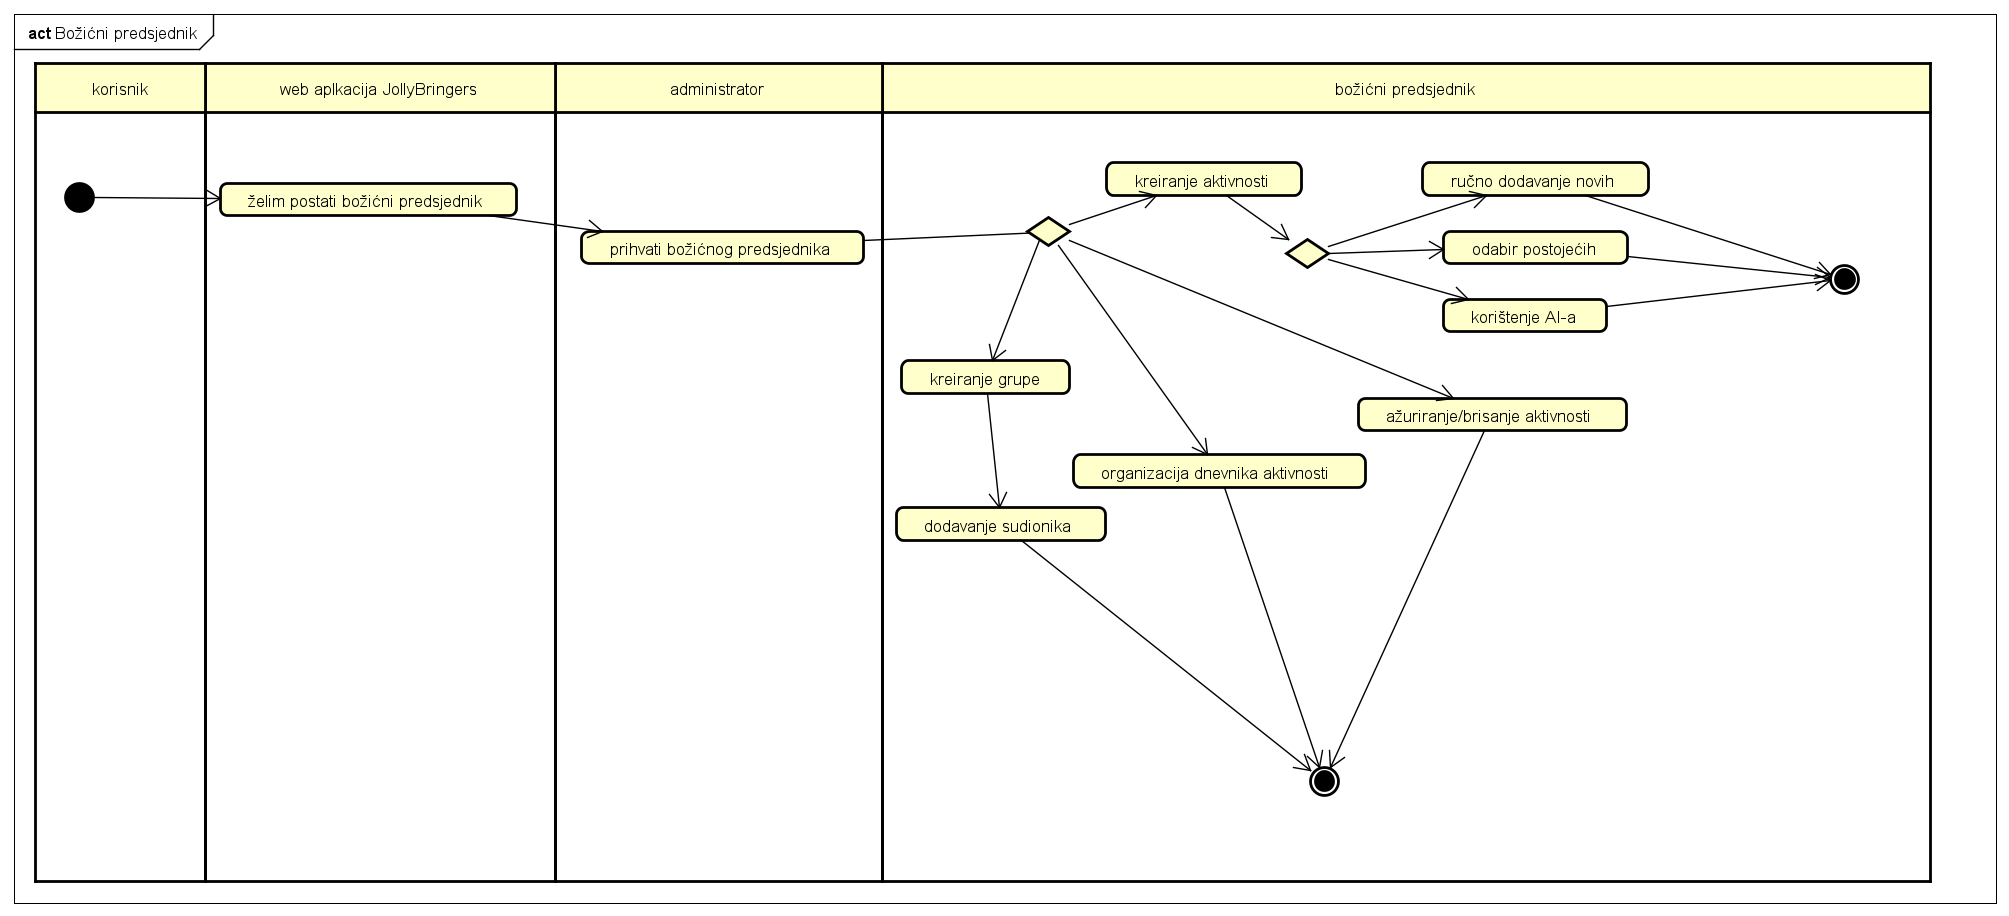 act Božićni predsjednik
korisnik
web aplkacija JollyBringers
administrator
božićni predsjednik
želim postati božićni predsjednik
prihvati božićnog predsjednika
kreiranje aktivnosti
ručno dodavanje novih
odabir postojećih
korištenje AI-a
kreiranje grupe
ažuriranje/brisanje aktivnosti
organizacija dnevnika aktivnosti
dodavanje sudionika